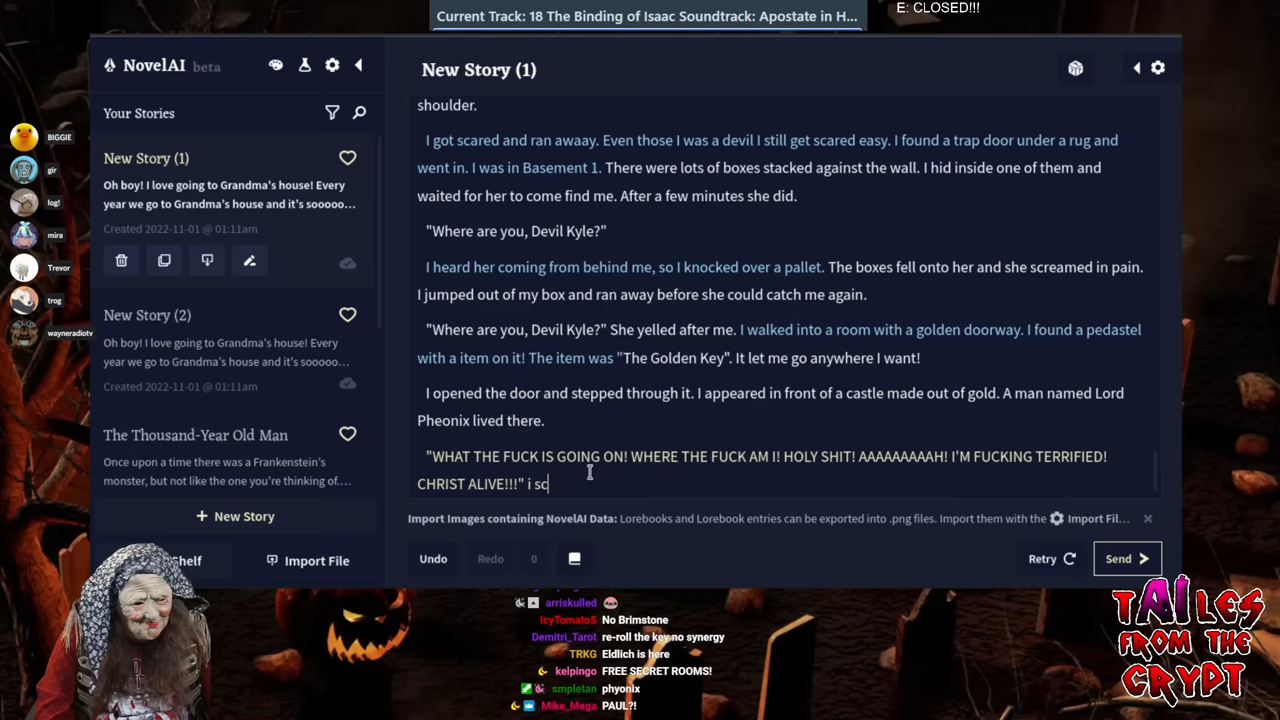 Current Track: 18 The Binding of Isaac Soundtrack: Apostate in H...
E: CLOSED!!!
NovelAI beta
New Story (1)
Your Stories
BIGGIE
gir
log!
mira
Trevor
trog
wayneradiotv
New Story (1)
Oh boy! I love going to Grandma's house! Every
year we go to Grandma's house and it's sooooo...
Created 2022-11-01 @ 01:11am
New Story (2)
Oh boy! I love going to Grandma's house! Every
year we go to Grandma's house and it's sooooo...
Created 2022-11-01 @ 01:11am
The Thousand-Year Old Man
Once upon a time there was a Frankenstein's
monster, but not like the one you're thinking of...
+ New Story
Shelf
Import File
shoulder.
I got scared and ran awaay. Even those I was a devil I still get scared easy. I found a trap door under a rug and
went in. I was in Basement 1. There were lots of boxes stacked against the wall. I hid inside one of them and
waited for her to come find me. After a few minutes she did.
"Where are you, Devil Kyle?"
I heard her coming from behind me, so I knocked over a pallet. The boxes fell onto her and she screamed in pain.
I jumped out of my box and ran away before she could catch me again.
"Where are you, Devil Kyle?" She yelled after me. I walked into a room with a golden doorway. I found a pedastel
with a item on it! The item was "The Golden Key". It let me go anywhere I want!
I opened the door and stepped through it. I appeared in front of a castle made out of gold. A man named Lord
Pheonix lived there.
"WHAT THE FUCK IS GOING ON! WHERE THE FUCK AM I! HOLY SHIT! AAAAAAAAAH! I'M FUCKING TERRIFIED!
CHRIST ALIVE!!!" i sc
Import Images containing NovelAI Data: Lorebooks and Lorebook entries can be exported into .png files. Import them with the Import Fil...
Undo
Redo
0
Retry
Send
arriskulled
IcyTomatoS No Brimstone
Demitri_Tarot re-roll the key no synergy
TRKG Eldlich is here
kelpingo FREE SECRET ROOMS!
smpletan phyonix
Mike_Mega PAUL?!
TAILES
FROM THE
CRYPT